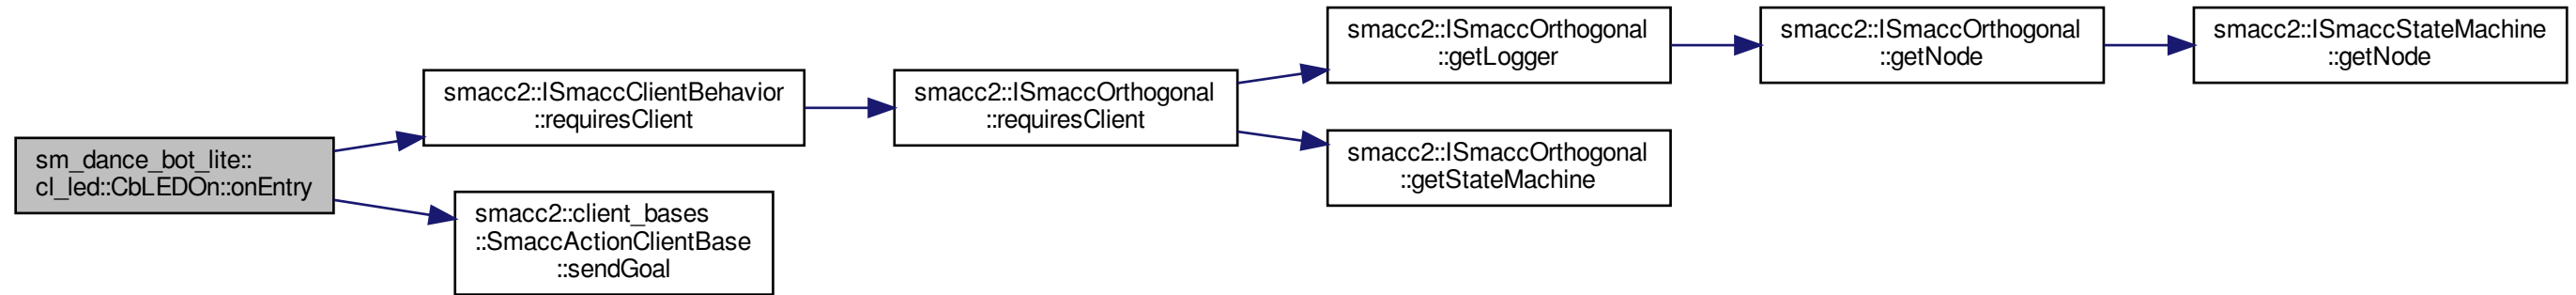 sm_dance_bot_lite::
cl_led::CbLEDOn::onEntry
smacc2::ISmaccClientBehavior
::requiresClient
smacc2::client_bases
::SmaccActionClientBase
::sendGoal
smacc2::ISmaccOrthogonal
::requiresClient
smacc2::ISmaccOrthogonal
::getLogger
smacc2::ISmaccOrthogonal
::getStateMachine
smacc2::ISmaccOrthogonal
::getNode
smacc2::ISmaccStateMachine
::getNode